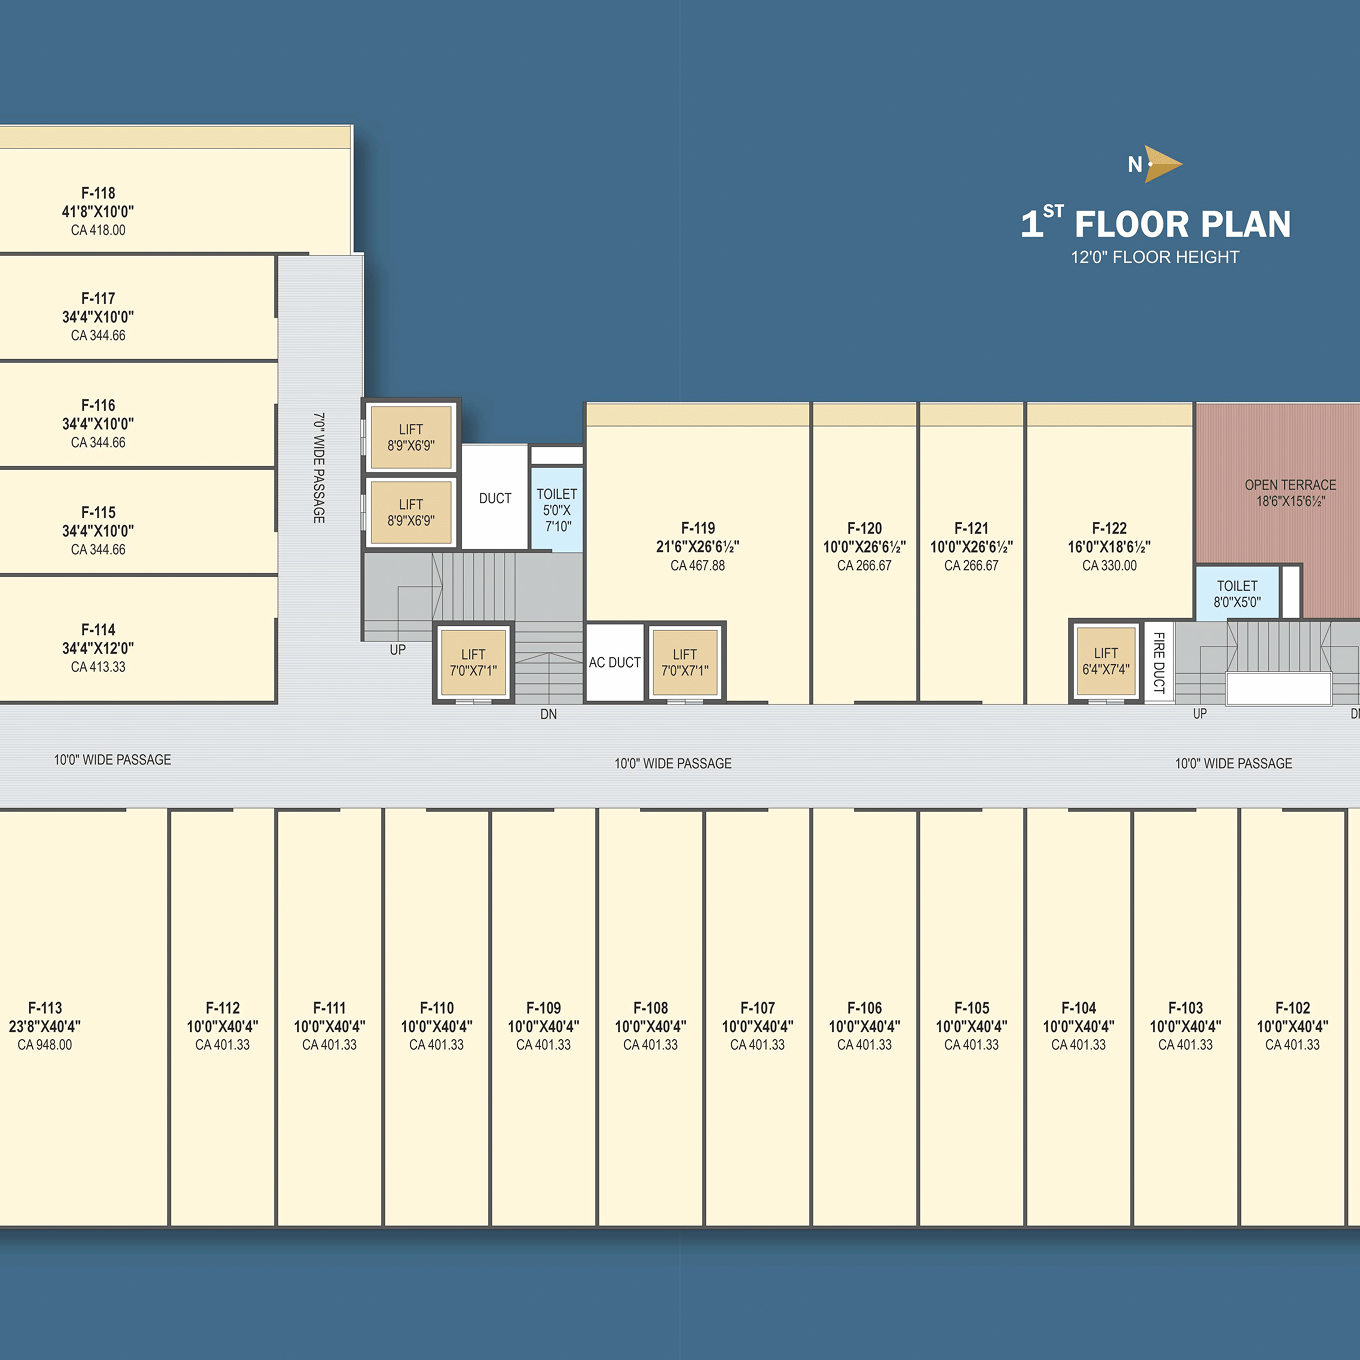 N
1ST FLOOR PLAN
12'0" FLOOR HEIGHT
F-118
41'8"X10'0"
CA 418.00
F-117
34'4"X10'0"
CA 344.66
F-116
34'4"X10'0"
CA 344.66
F-115
34'4"X10'0"
CA 344.66
F-114
34'4"X12'0"
CA 413.33
7'0" WIDE PASSAGE
LIFT
8'9"X6'9"
LIFT
8'9"X6'9"
DUCT
TOILET
5'0"X
7'10"
UP
LIFT
7'0"X7'1"
DN
F-119
21'6"X26'6½"
CA 467.88
AC DUCT
LIFT
7'0"X7'1"
F-120
10'0"X26'6½"
CA 266.67
F-121
10'0"X26'6½"
CA 266.67
F-122
16'0"X18'6½"
CA 330.00
OPEN TERRACE
18'6"X15'6½"
TOILET
8'0"X5'0"
LIFT
6'4"X7'4"
FIRE DUCT
UP
10'0" WIDE PASSAGE
10'0" WIDE PASSAGE
10'0" WIDE PASSAGE
F-113
23'8"X40'4"
CA 948.00
F-112
10'0"X40'4"
CA 401.33
F-111
10'0"X40'4"
CA 401.33
F-110
10'0"X40'4"
CA 401.33
F-109
10'0"X40'4"
CA 401.33
F-108
10'0"X40'4"
CA 401.33
F-107
10'0"X40'4"
CA 401.33
F-106
10'0"X40'4"
CA 401.33
F-105
10'0"X40'4"
CA 401.33
F-104
10'0"X40'4"
CA 401.33
F-103
10'0"X40'4"
CA 401.33
F-102
10'0"X40'4"
CA 401.33